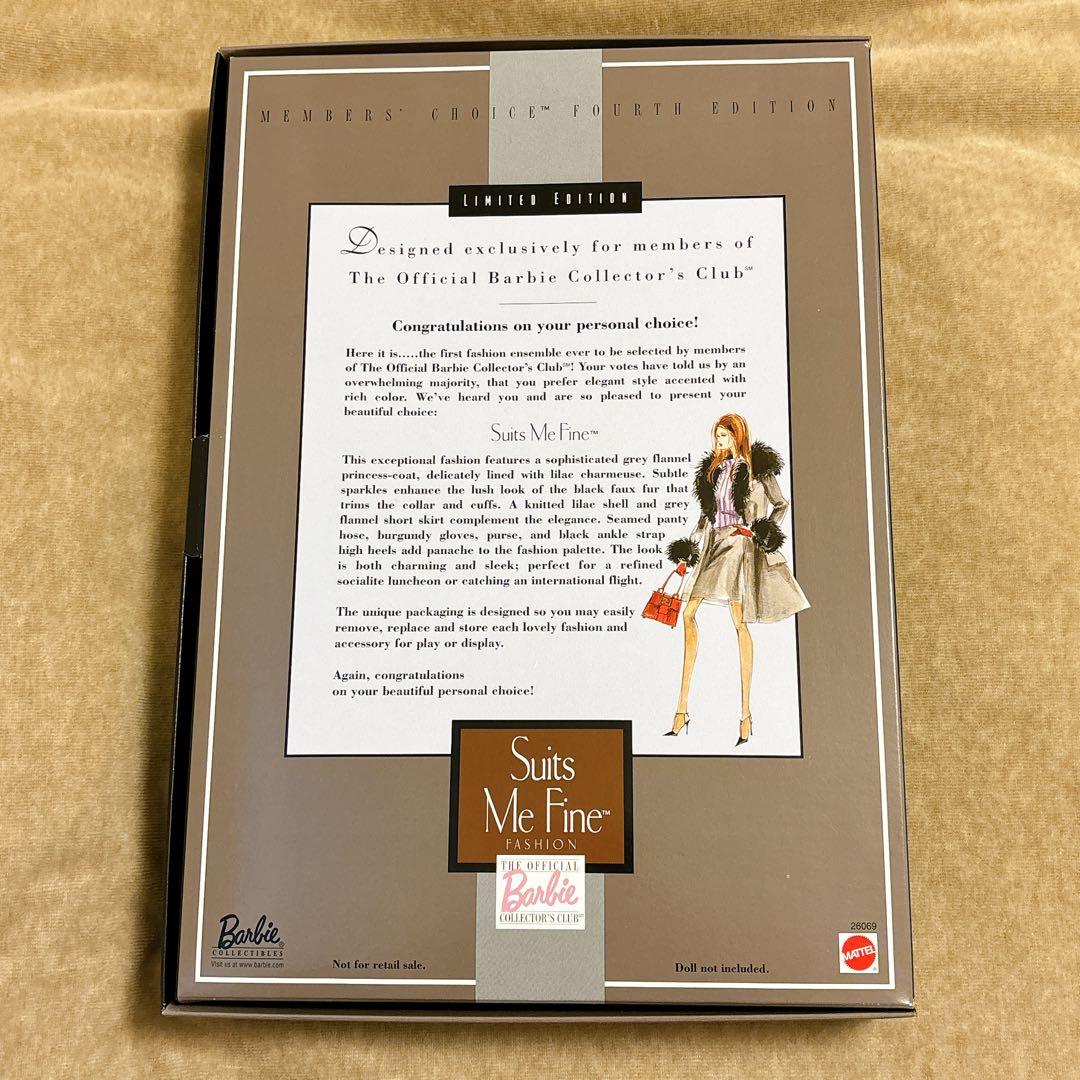 MEMBERS' CHOICE™ FOURTH EDITION
LIMITED EDITION
Designed exclusively for members of
The Official Barbie Collector's Club℠
Congratulations on your personal choice!
Here it is.....the first fashion ensemble ever to be selected by members
of The Official Barbie Collector's Club℠! Your votes have told us by an
overwhelming majority, that you prefer elegant style accented with
rich color. We've heard you and are so pleased to present your
beautiful choice:
Suits Me Fine™
This exceptional fashion features a sophisticated grey flannel
princess-coat, delicately lined with lilac charmeuse. Subtle
sparkles enhance the lush look of the black faux fur that
trims the collar and cuffs. A knitted lilac shell and grey
flannel short skirt complement the elegance. Seamed panty
hose, burgundy gloves, purse, and black ankle strap
high heels add panache to the fashion palette. The look
is both charming and sleek; perfect for a refined
socialite luncheon or catching an international flight.
The unique packaging is designed so you may easily
remove, replace and store each lovely fashion and
accessory for play or display.
Again, congratulations
on your beautiful personal choice!
Suits
Me Fine™
FASHION
THE OFFICIAL
Barbie
COLLECTOR'S CLUB℠
Barbie®
COLLECTIBLES
Visit us at www.barbie.com
Not for retail sale.
Doll not included.
26069
MATTEL®